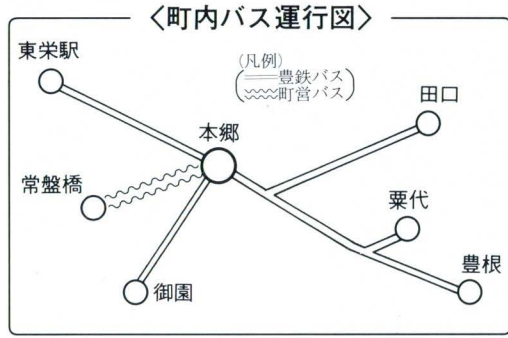 〈町内バス運行図〉
東栄駅
(凡例)
豊鉄バス
町営バス
田口
本郷
常盤橋
粟代
豊根
御園